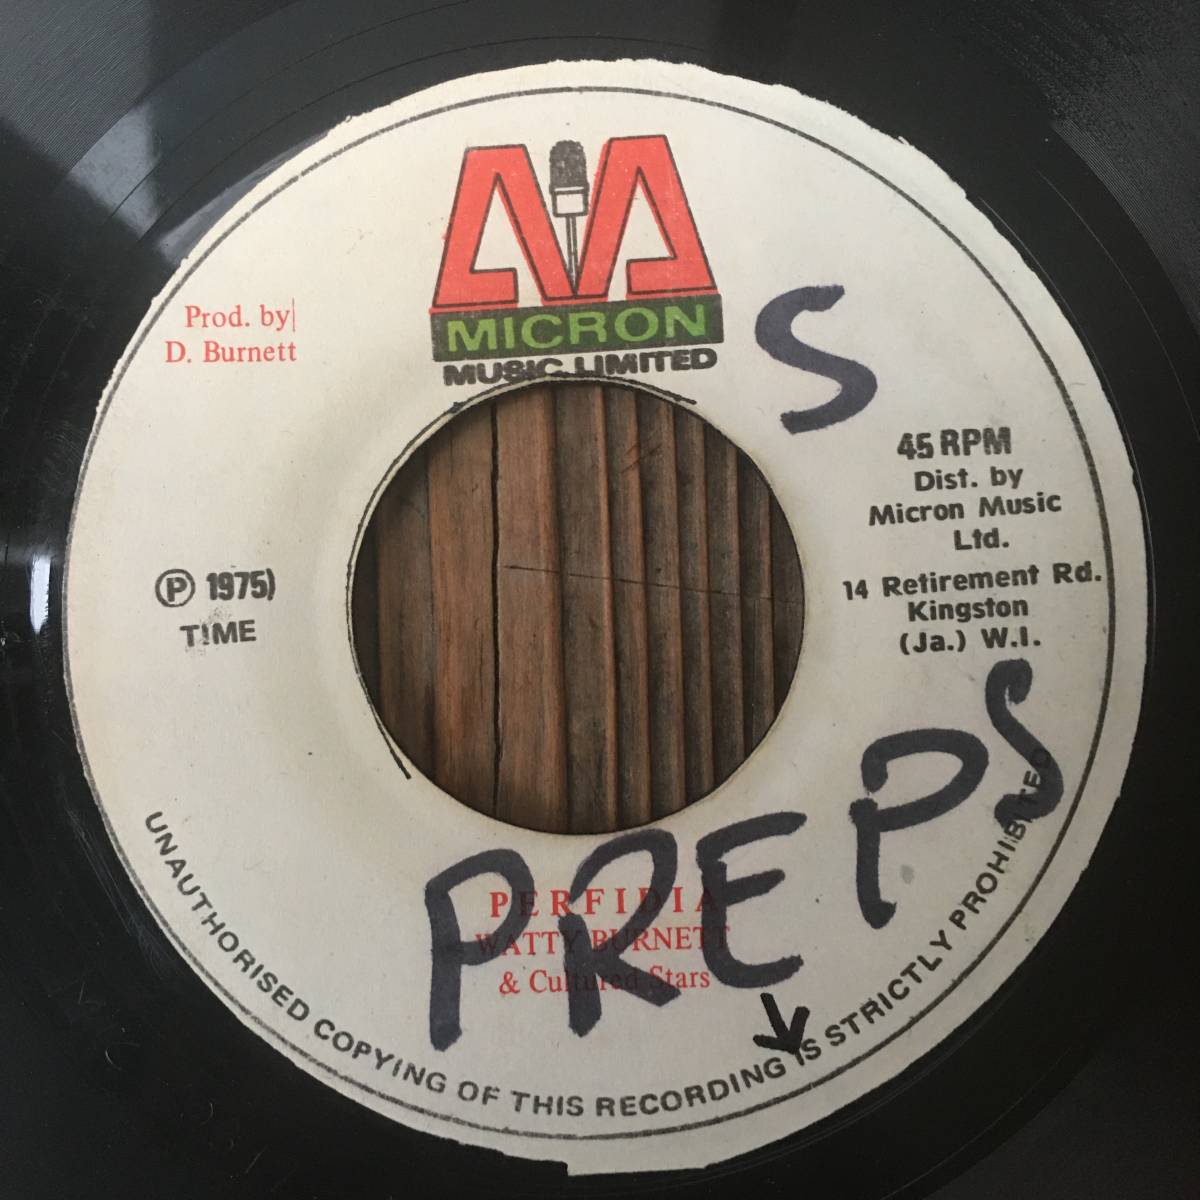 MICRON
MUSIC LIMITED
S
Prod. by
D. Burnett
45 RPM
Dist. by
Micron Music
Ltd.
14 Retirement Rd.
Kingston
(Ja.) W.I.
Ⓟ 1975)
TIME
PREPS
PERFIDIA
WATTY BURNETT
& Cultured Stars
UNAUTHORISED COPYING OF THIS RECORDING IS STRICTLY PROHIBITED